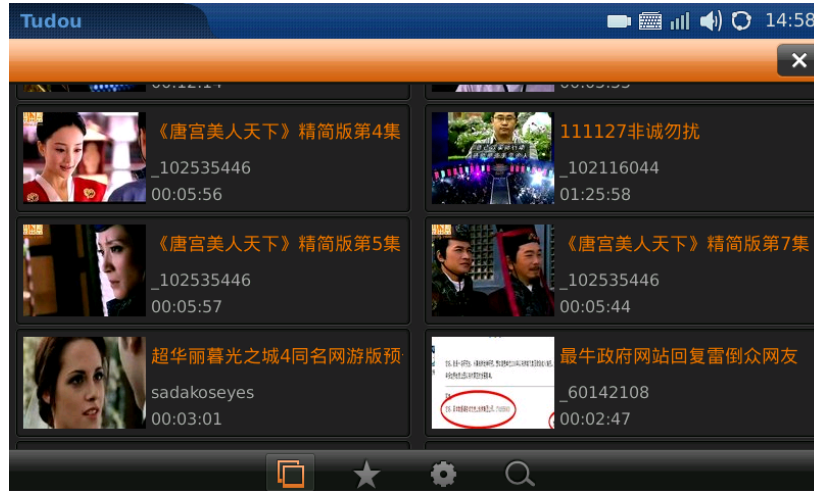 Tudou
14:58
《唐宫美人天下》精简版第4集
_102535446
00:05:56
111127非诚勿扰
_102116044
01:25:58
《唐宫美人天下》精简版第5集
_102535446
00:05:57
《唐宫美人天下》精简版第7集
_102535446
00:05:44
超华丽暮光之城4同名网游版预
sadakoseyes
00:03:01
最牛政府网站回复雷倒众网友
_60142108
00:02:47